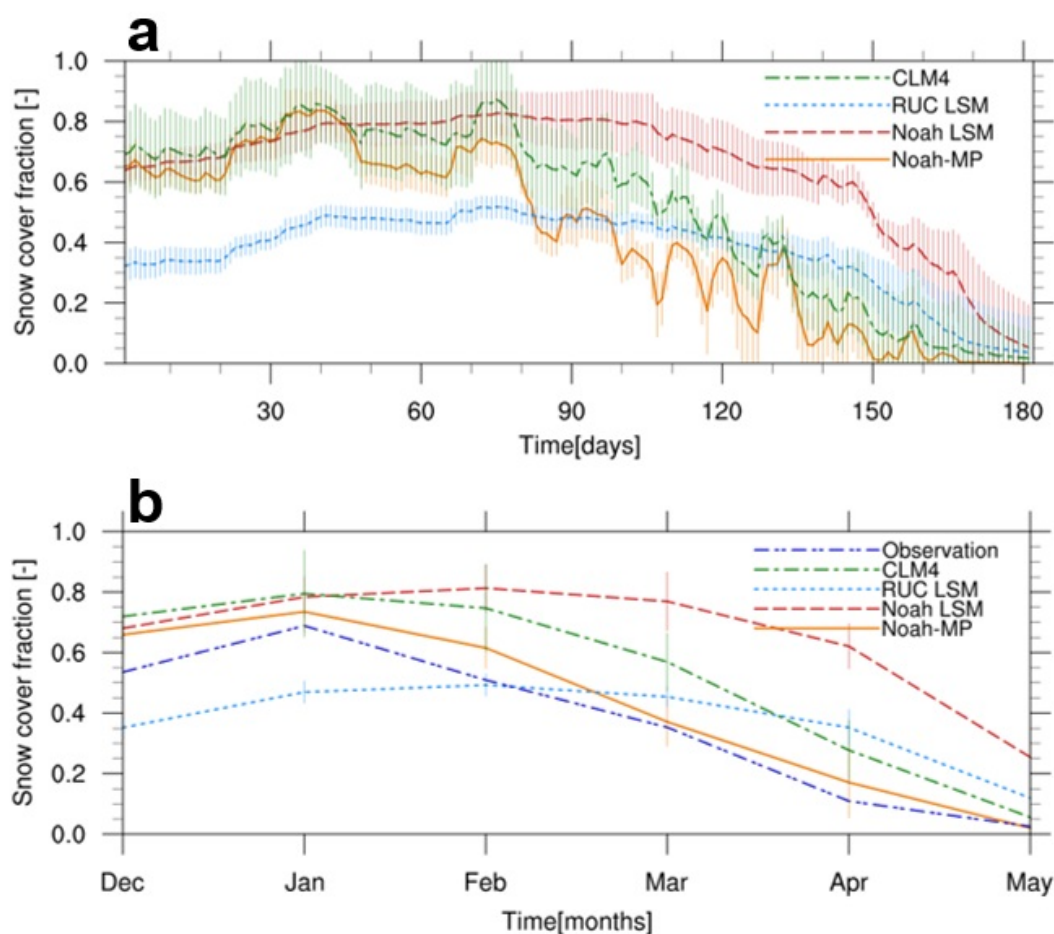 a
Snow cover fraction [-]
1.0
0.8
0.6
0.4
0.2
0.0
CLM4
RUC LSM
Noah LSM
Noah-MP
30 60 90 120 150 180
Time[days]
b
Snow cover fraction [-]
1.0
0.8
0.6
0.4
0.2
0.0
Observation
CLM4
RUC LSM
Noah LSM
Noah-MP
Dec Jan Feb Mar Apr May
Time[months]